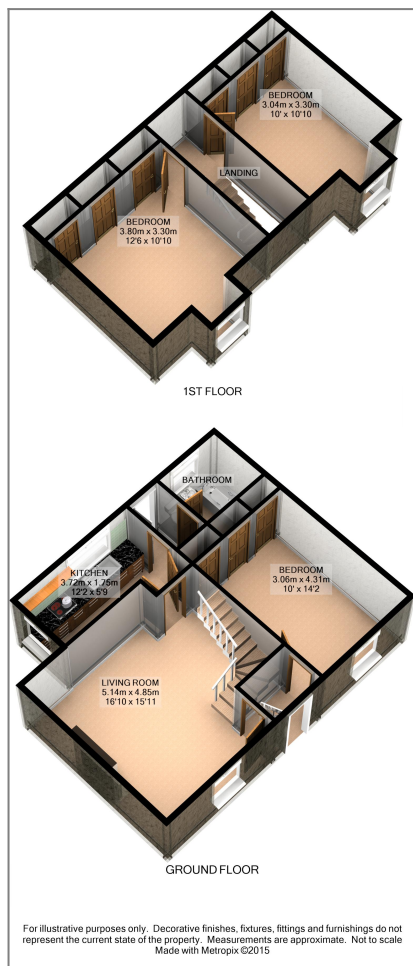 BEDROOM
3.04m x 3.30m
10' x 10'10
LANDING
BEDROOM
3.80m x 3.30m
12'6 x 10'10
1ST FLOOR
BATHROOM
KITCHEN
3.72m x 1.75m
12'2 x 5'9
BEDROOM
3.06m x 4.31m
10' x 14'2
LIVING ROOM
5.14m x 4.85m
16'10 x 15'11
GROUND FLOOR
For illustrative purposes only. Decorative finishes, fixtures, fittings and furnishings do not
represent the current state of the property. Measurements are approximate. Not to scale
Made with Metropix ©2015